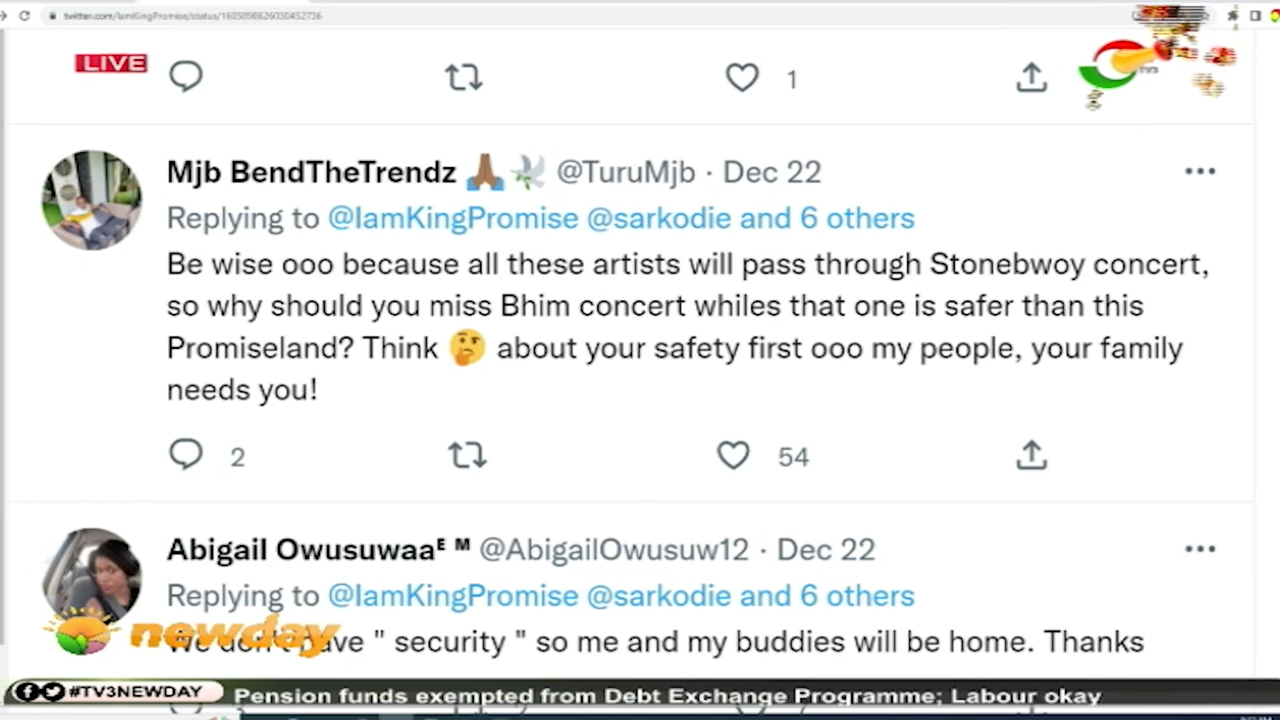 twitter.com/IamKingPromise/status/1605898626030452736
LIVE
1
Mjb BendTheTrendz 🙏🏾🕊️ @TuruMjb · Dec 22
Replying to @IamKingPromise @sarkodie and 6 others
Be wise ooo because all these artists will pass through Stonebwoy concert,
so why should you miss Bhim concert whiles that one is safer than this
Promiseland? Think 🤔 about your safety first ooo my people, your family
needs you!
2
54
Abigail Owusuwaaᴱ ᴹ @AbigailOwusuw12 · Dec 22
Replying to @IamKingPromise @sarkodie and 6 others
We don't have " security " so me and my buddies will be home. Thanks
newday
#TV3NEWDAY
Pension funds exempted from Debt Exchange Programme; Labour okay